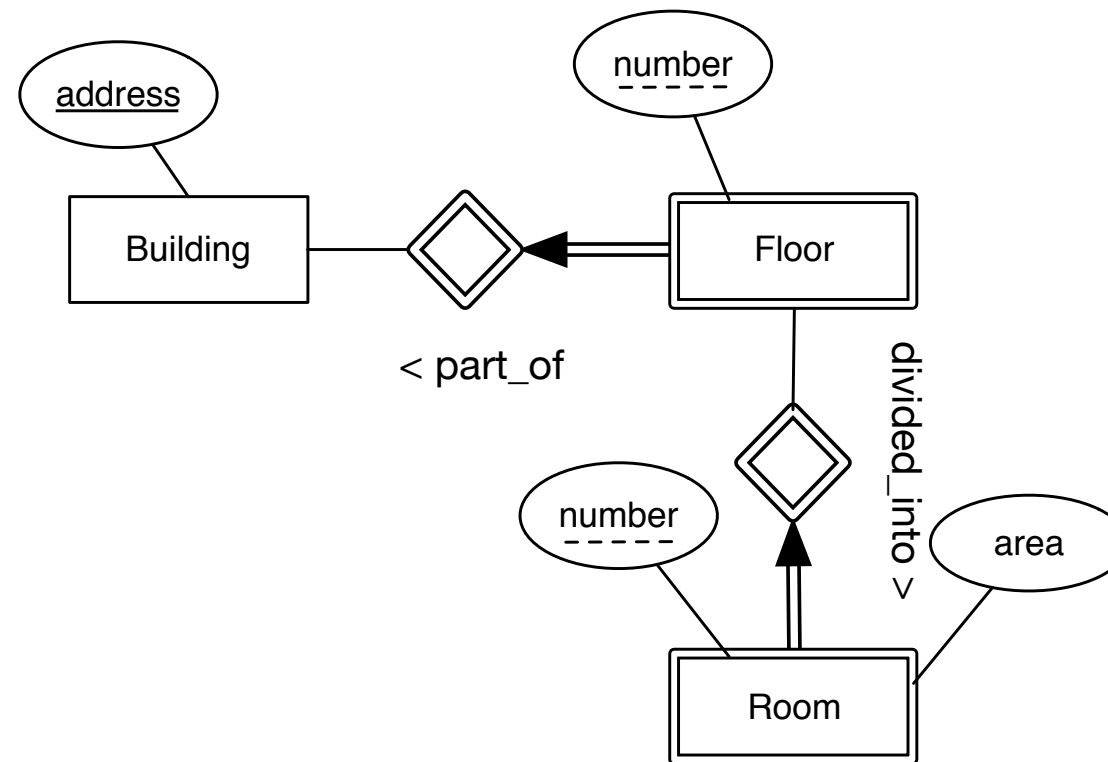 number
address
Building
Floor
< part_of
divided_into >
number
area
Room